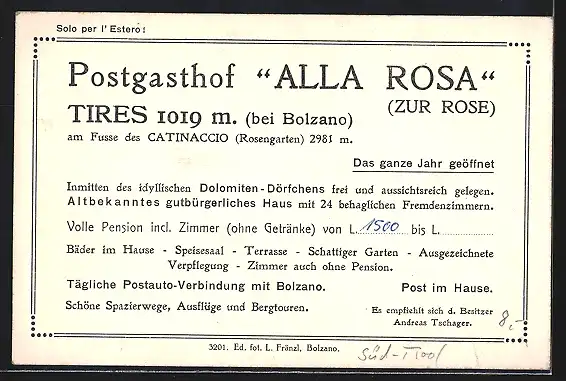 Solo per l'Estero:
Postgasthof "ALLA ROSA"
(ZUR ROSE)
TIRES 1019 m. (bei Bolzano)
am Fusse des CATINACCIO (Rosengarten) 2981 m.
Das ganze Jahr geöffnet
Inmitten des idyllischen Dolomiten-Dörfchens frei und aussichtsreich gelegen.
Altbekanntes gutbürgerliches Haus mit 24 behaglichen Fremdenzimmern.
Volle Pension incl. Zimmer (ohne Getränke) von L. 1500 bis L.
Bäder im Hause - Speisesaal - Terrasse - Schattiger Garten - Ausgezeichnete
Verpflegung - Zimmer auch ohne Pension.
Tägliche Postauto-Verbindung mit Bolzano. Post im Hause.
Schöne Spazierwege, Ausflüge und Bergtouren.
Es empfiehlt sich d. Besitzer
Andreas Tschager.
8,-
3201. Ed. fot. L. Fränzl, Bolzano.
Süd-Tirol